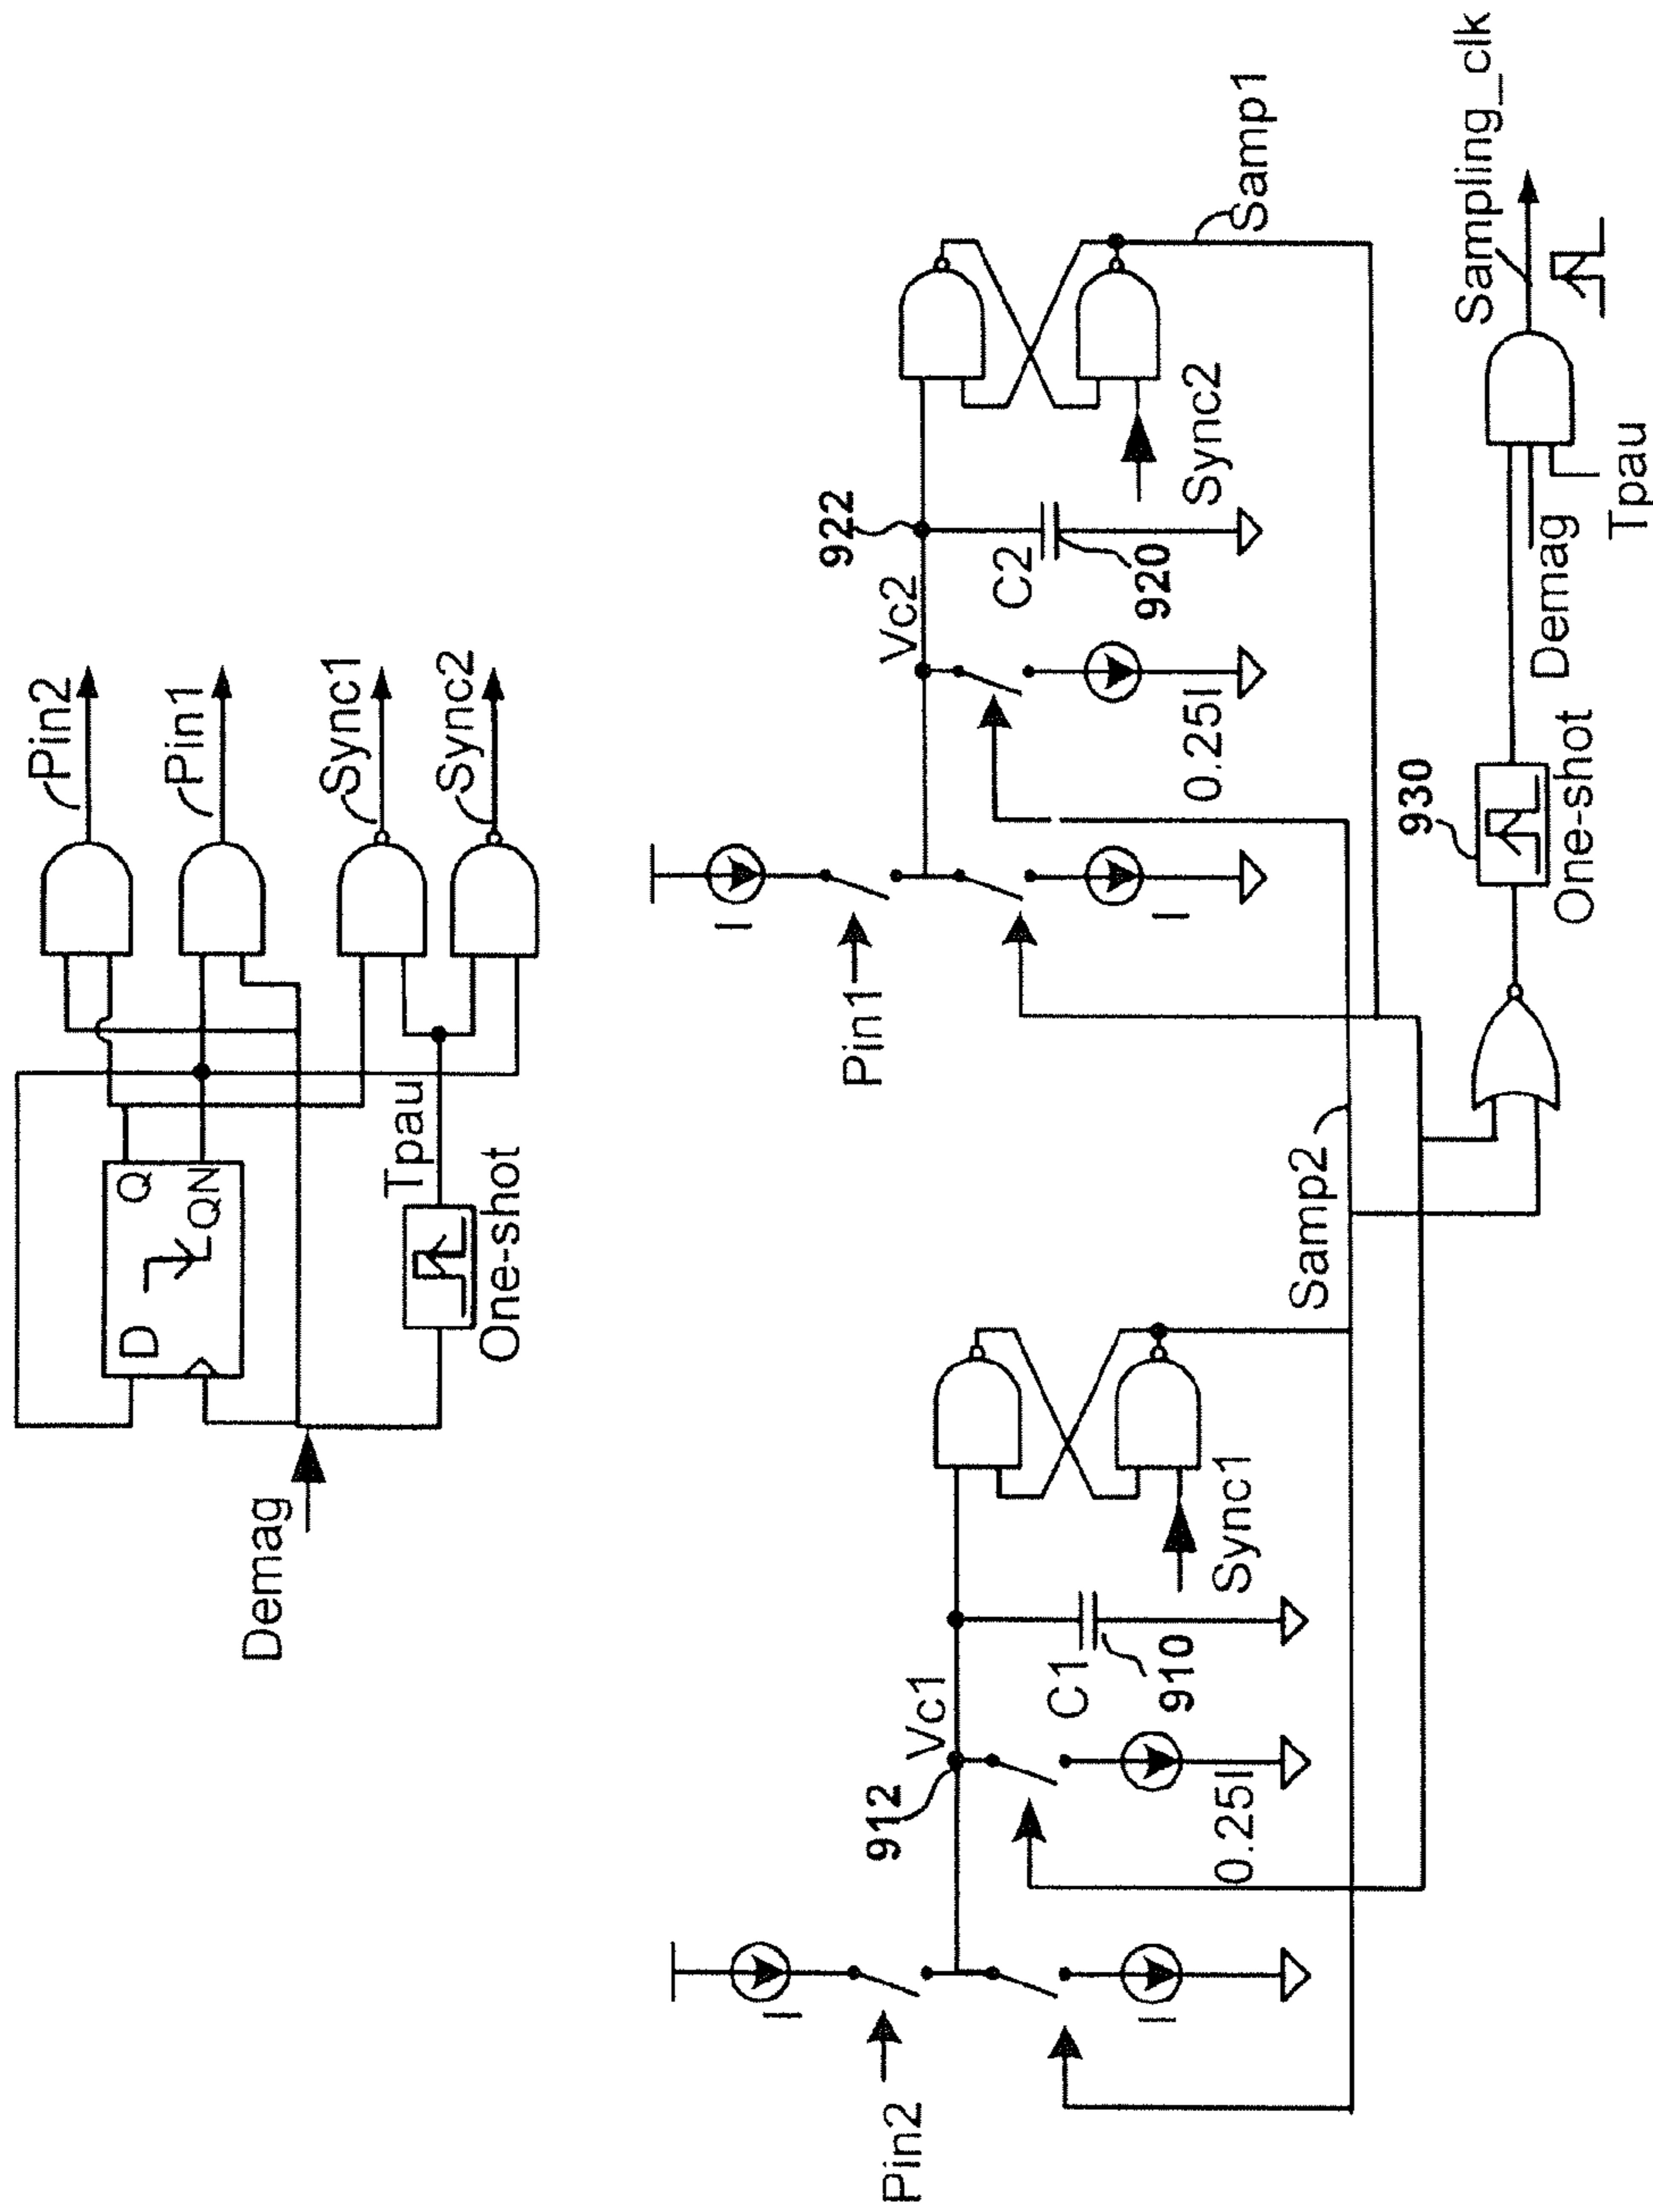 Demag
D
Q
QN
Tpau
One-shot
Pin2
Pin1
Sync1
Sync2
Pin2
I
I
912
Vc1
0.25I
C1
910
Sync1
Samp2
Pin1
I
I
Vc2
0.25I
922
C2
920
Sync2
Samp1
930
One-shot
Demag
Tpau
Sampling_clk